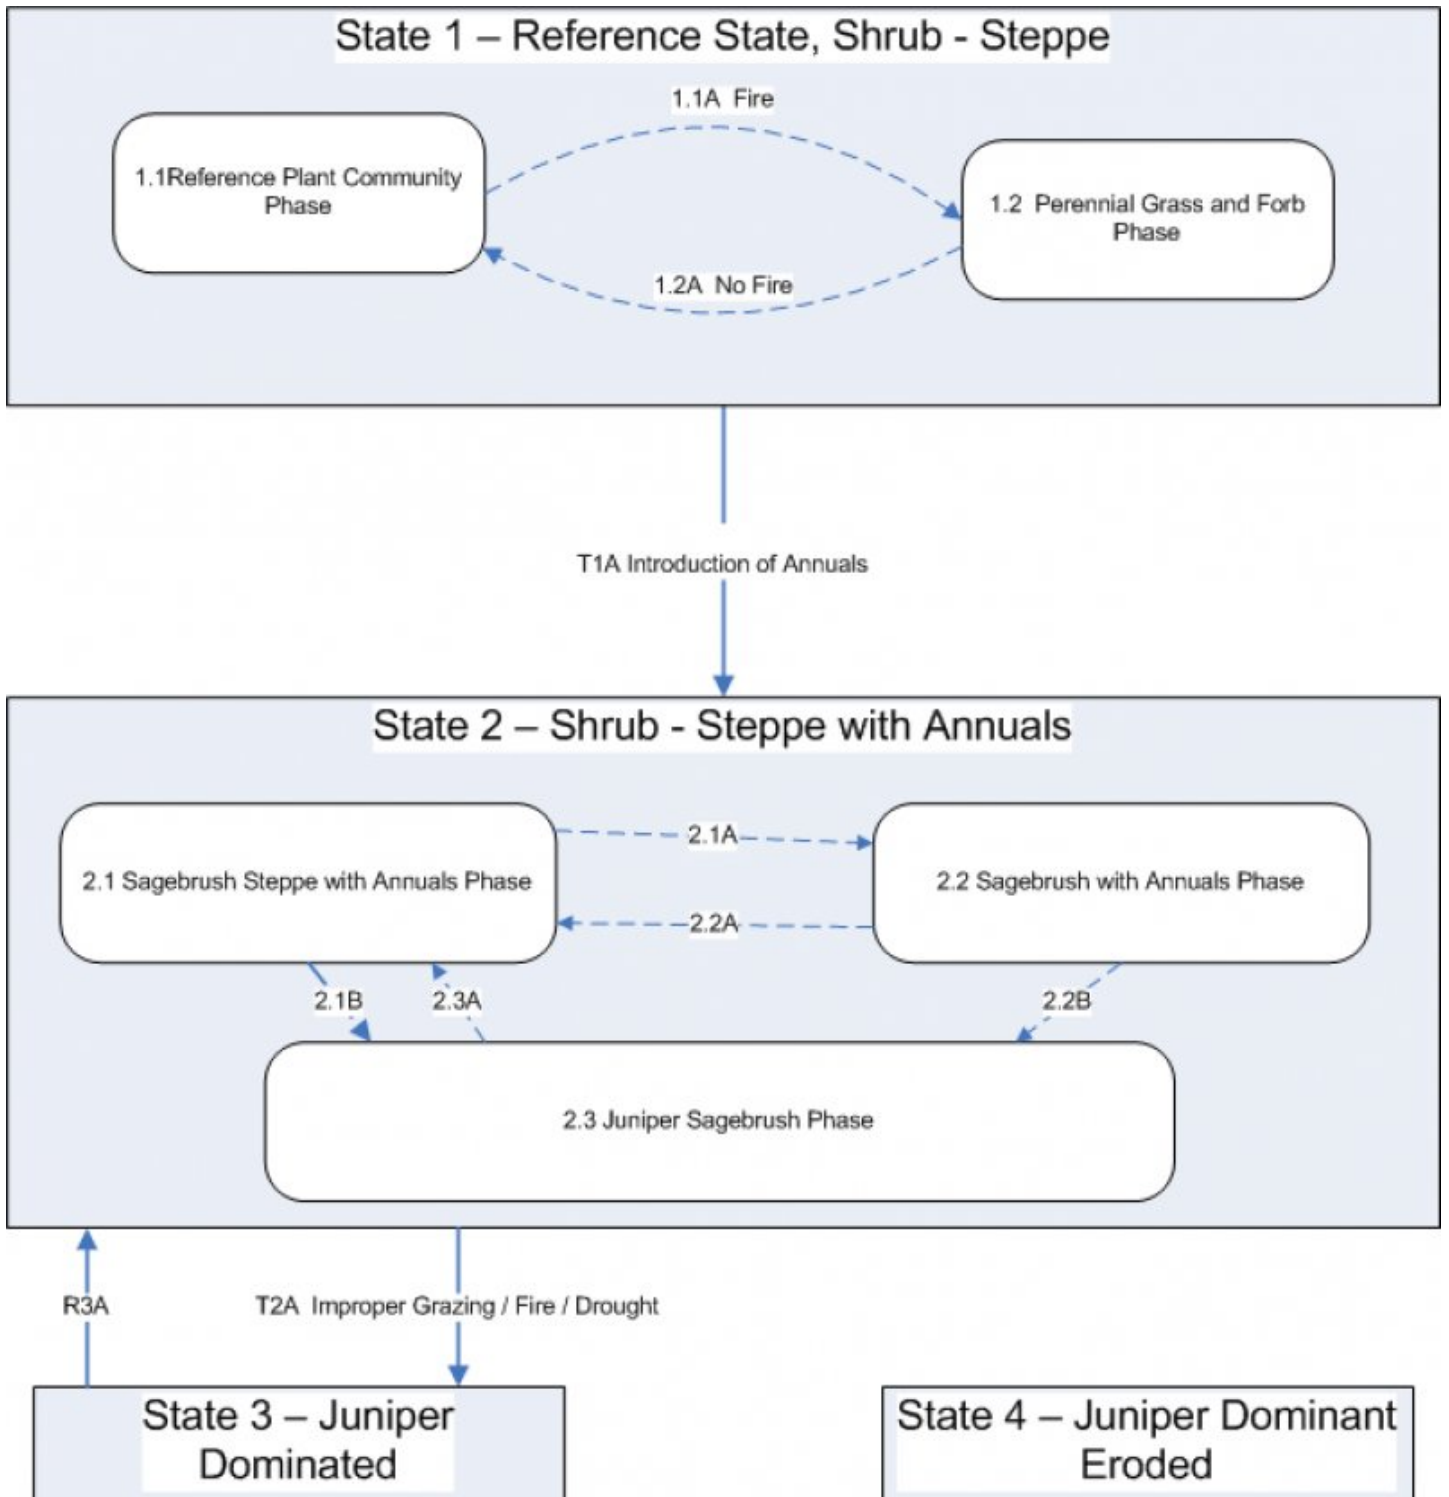 State 1 – Reference State, Shrub - Steppe
1.1A  Fire
1.1Reference Plant Community
Phase
1.2  Perennial Grass and Forb
Phase
1.2A  No Fire
T1A Introduction of Annuals
State 2 – Shrub - Steppe with Annuals
2.1A
2.1 Sagebrush Steppe with Annuals Phase
2.2 Sagebrush with Annuals Phase
2.2A
2.1B
2.3A
2.2B
2.3 Juniper Sagebrush Phase
R3A
T2A  Improper Grazing / Fire / Drought
State 3 – Juniper
Dominated
State 4 – Juniper Dominant
Eroded